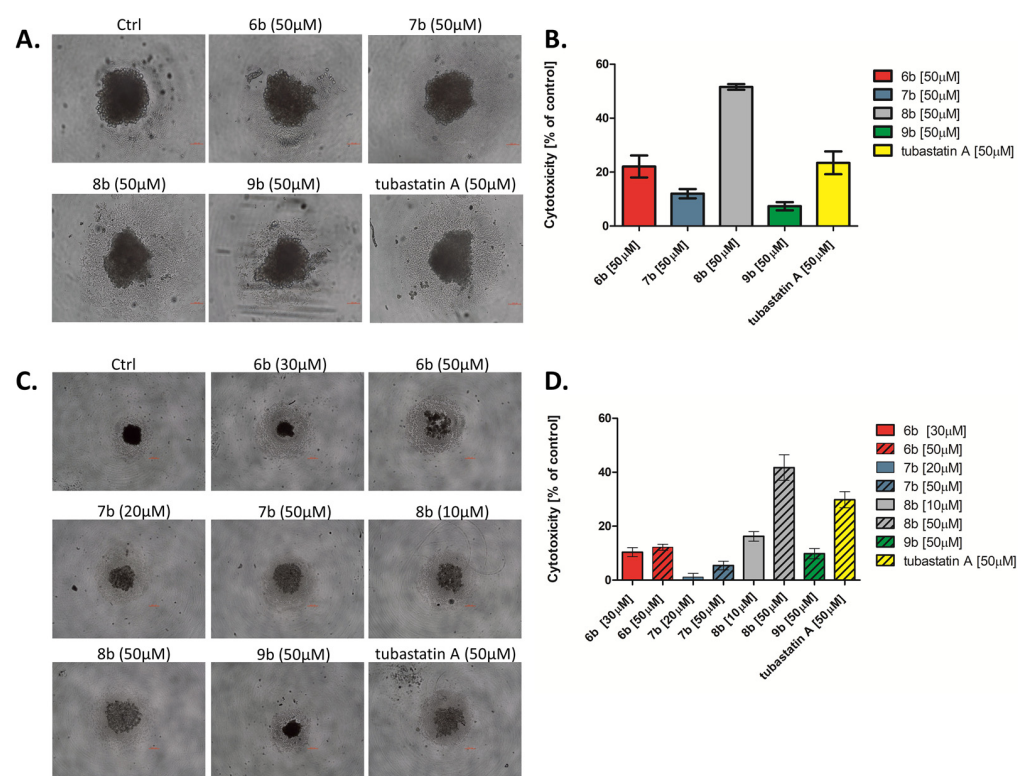 A.
Ctrl
6b (50µM)
7b (50µM)
8b (50µM)
9b (50µM)
tubastatin A (50µM)
B.
Cytotoxicity [% of control]
60
40
20
0
6b [50µM]
7b [50µM]
8b [50µM]
9b [50µM]
tubastatin A [50µM]
6b [50µM]
7b [50µM]
8b [50µM]
9b [50µM]
tubastatin A [50µM]
C.
Ctrl
6b (30µM)
6b (50µM)
7b (20µM)
7b (50µM)
8b (10µM)
8b (50µM)
9b (50µM)
tubastatin A (50µM)
D.
Cytotoxicity [% of control]
60
40
20
0
6b [30µM]
6b [50µM]
7b [20µM]
7b [50µM]
8b [10µM]
8b [50µM]
9b [50µM]
tubastatin A [50µM]
6b [30µM]
6b [50µM]
7b [20µM]
7b [50µM]
8b [10µM]
8b [50µM]
9b [50µM]
tubastatin A [50µM]